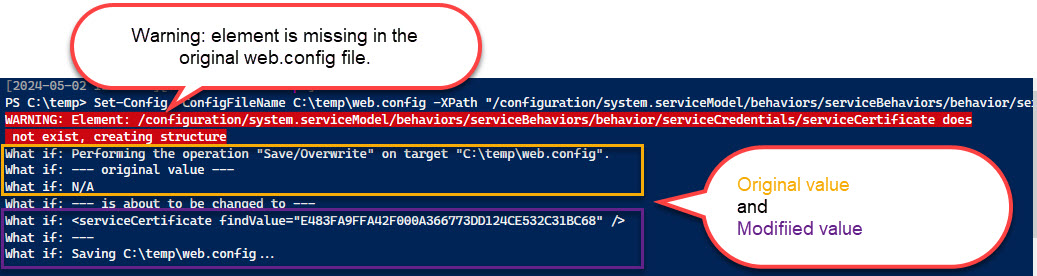 Warning: element is missing in the
original web.config file.
[2024-05-02
PS C:\temp> Set-Config ConfigFileName C:\temp\web.config -XPath "/configuration/system.serviceModel/behaviors/serviceBehaviors/behavior/se
WARNING: Element: /configuration/system.serviceModel/behaviors/serviceBehaviors/behavior/serviceCredentials/serviceCertificate does
not exist, creating structure
What if: Performing the operation "Save/Overwrite" on target "C:\temp\web.config".
What if: --- original value ---
What if: N/A
What if: --- is about to be changed to ---
What if: <serviceCertificate findValue="E483FA9FFA42F000A366773DD124CE532C31BC68" />
What if: ---
What if: Saving C:\temp\web.config...
Original value
and
Modifiied value